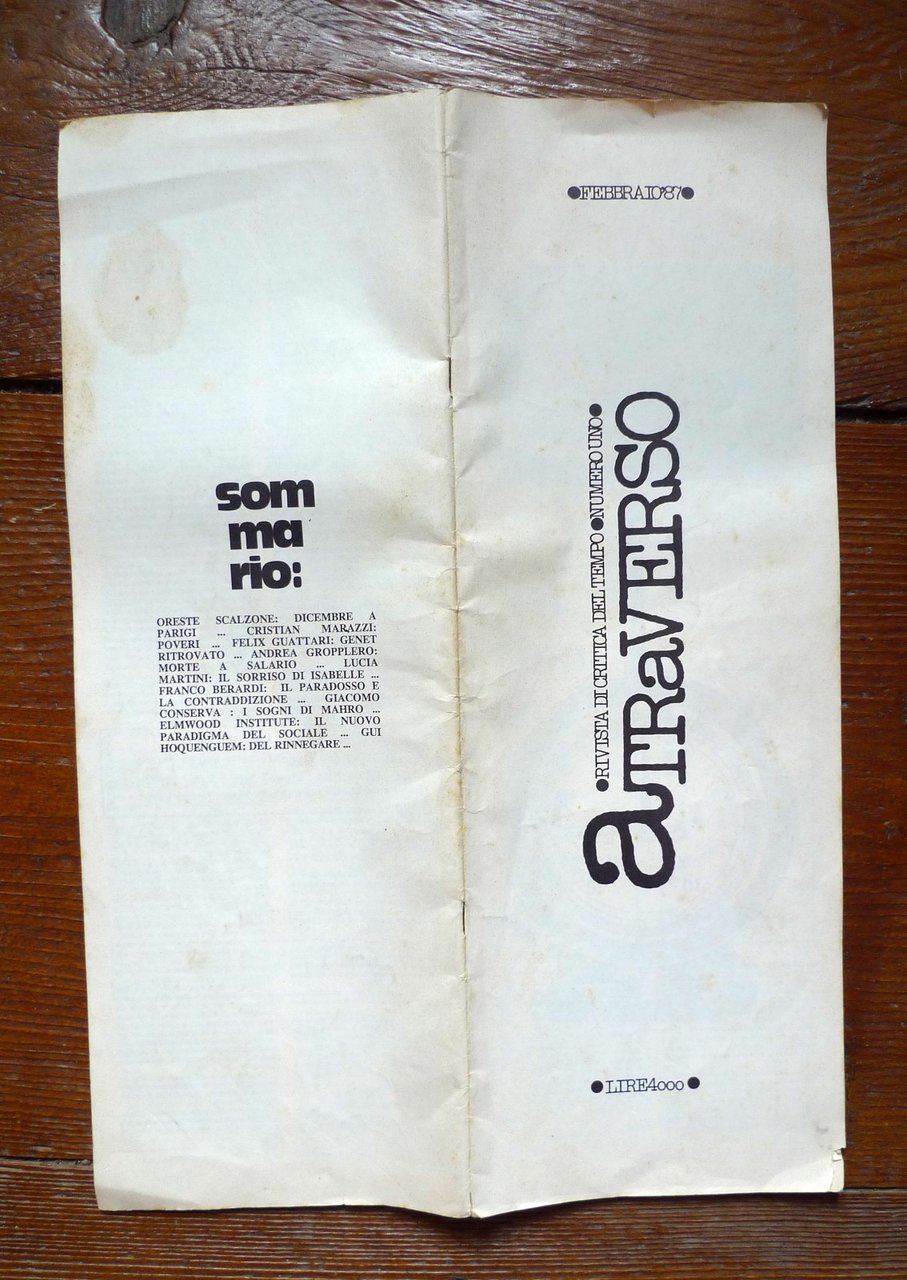 som
ma
rio:
ORESTE SCALZONE: DICEMBRE A
PARIGI ... CRISTIAN MARAZZI:
POVERI ... FELIX GUATTARI: GENET
RITROVATO ... ANDREA GROPPLERO:
MORTE A SALARIO ... LUCIA
MARTINI: IL SORRISO DI ISABELLE ...
FRANCO BERARDI: IL PARADOSSO E
LA CONTRADDIZIONE ... GIACOMO
CONSERVA : I SOGNI DI MAHRO ...
ELMWOOD INSTITUTE: IL NUOVO
PARADIGMA DEL SOCIALE ... GUI
HOQUENGUEM: DEL RINNEGARE ...
●FEBBRAIO'87●
●RIVISTA DI CRITICA DEL TEMPO●NUMERO UNO●
a/TRaVERSO
●LIRE4000●